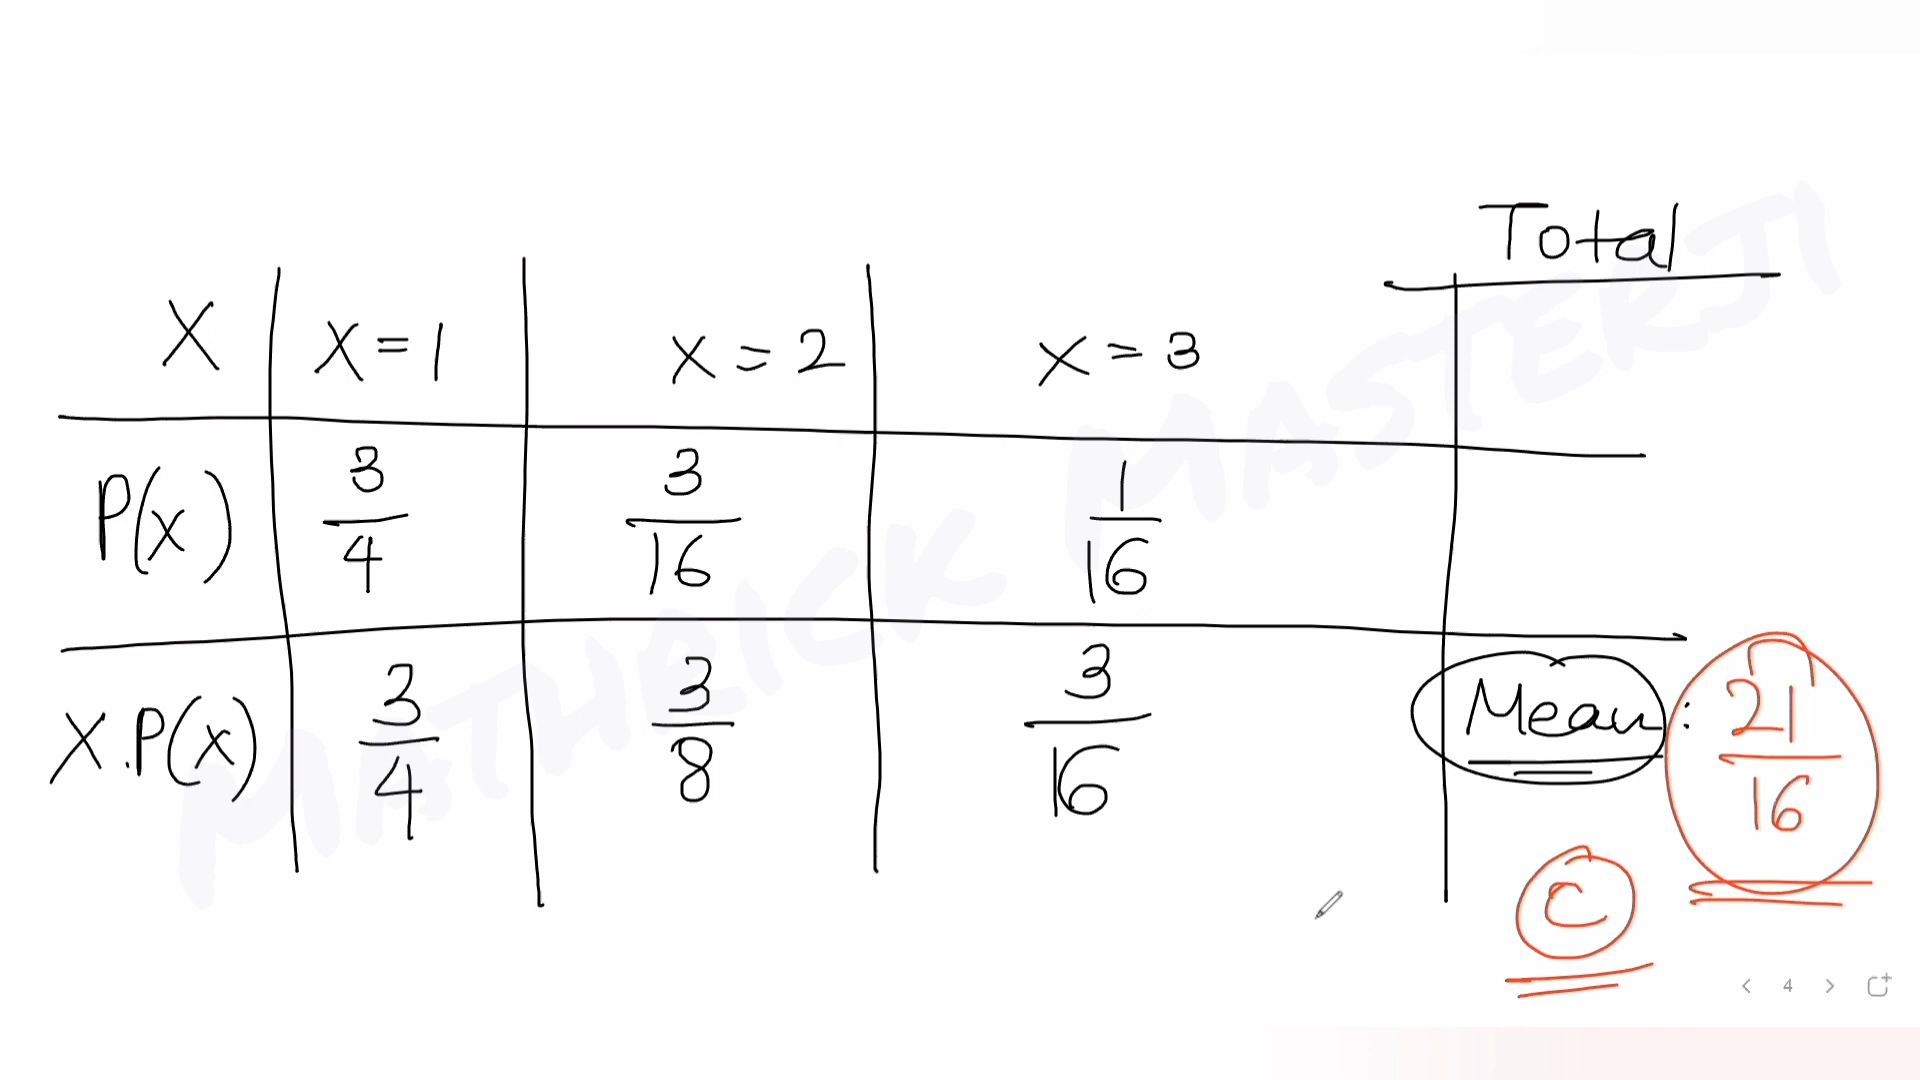 Total
X X=1 X=2 X=3
P(X) 3/4 3/16 1/16
X.P(X) 3/4 3/8 3/16 Mean: 21/16
C
MATHRICK MASTERJI
< 4 >